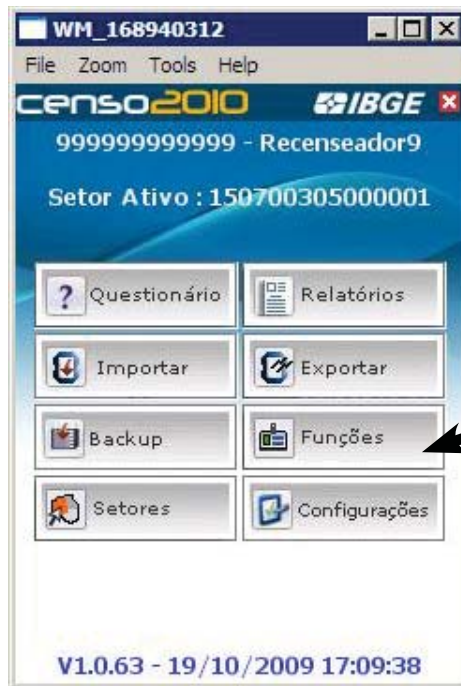 WM_168940312
File Zoom Tools Help
censo2010 IBGE
999999999999 - Recenseador9
Setor Ativo : 150700305000001
? Questionário Relatórios
Importar Exportar
Backup Funções
Setores Configurações
V1.0.63 - 19/10/2009 17:09:38